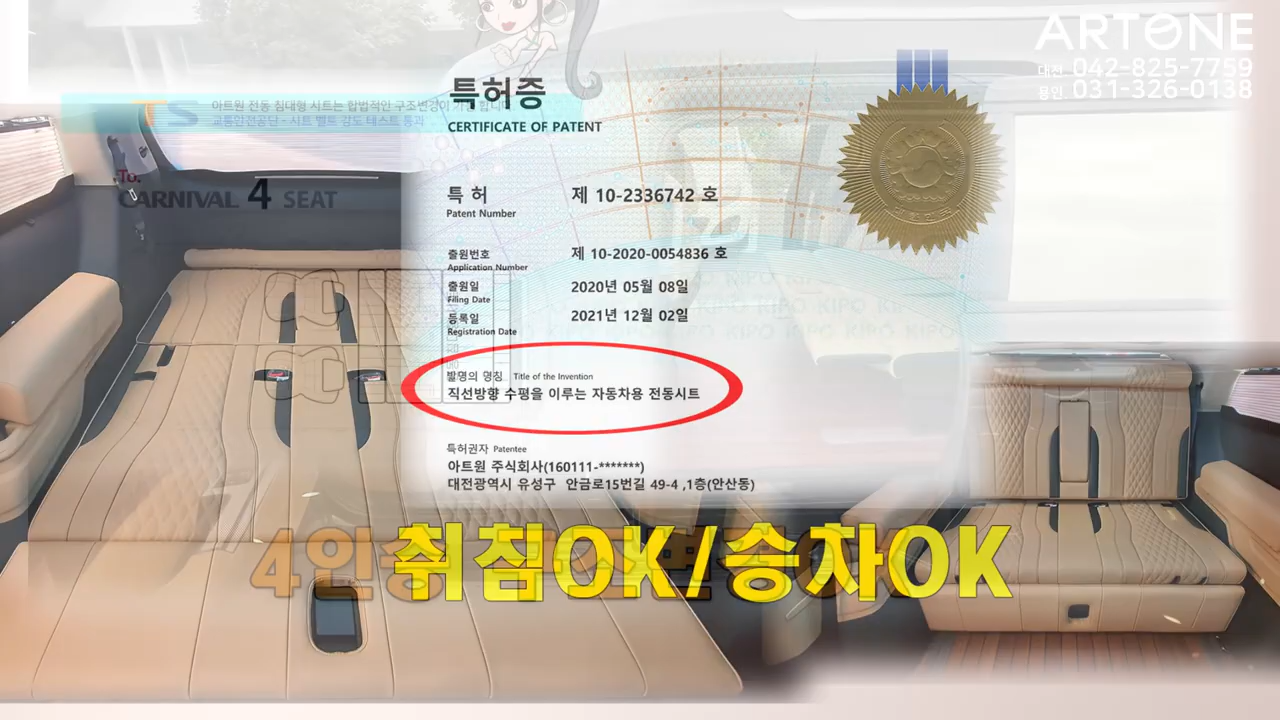 ARTONE
대전 042-825-7759
용인 031-326-0138
특허증
CERTIFICATE OF PATENT
TS
아트원 전동 침대형 시트는 합법적인 구조변경이 가능 합니다
교통안전공단 - 시트 벨트 강도 테스트 통과
To.
CARNIVAL 4 SEAT
특 허 제 10-2336742 호
Patent Number
출원번호 제 10-2020-0054836 호
Application Number
출원일 2020년 05월 08일
Filing Date
등록일 2021년 12월 02일
Registration Date
KIPO KIPO KIPO KIPO
발명의 명칭 Title of the Invention
직선방향 수평을 이루는 자동차용 전동시트
특허권자 Patentee
아트원 주식회사(160111-*******)
대전광역시 유성구 안금로15번길 49-4 ,1층(안산동)
4인승
취침OK/승차OK